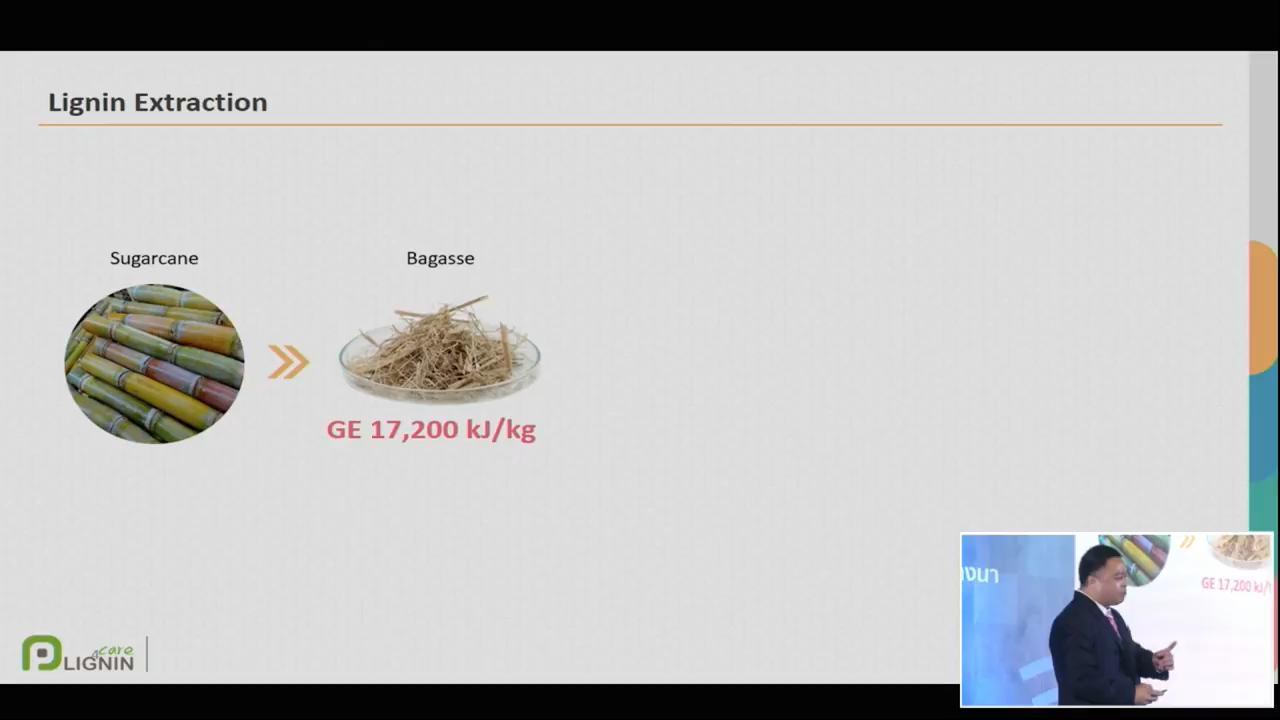 Lignin Extraction
Sugarcane
Bagasse
GE 17,200 kJ/kg
care
LIGNIN
GE 17,200 kJ/